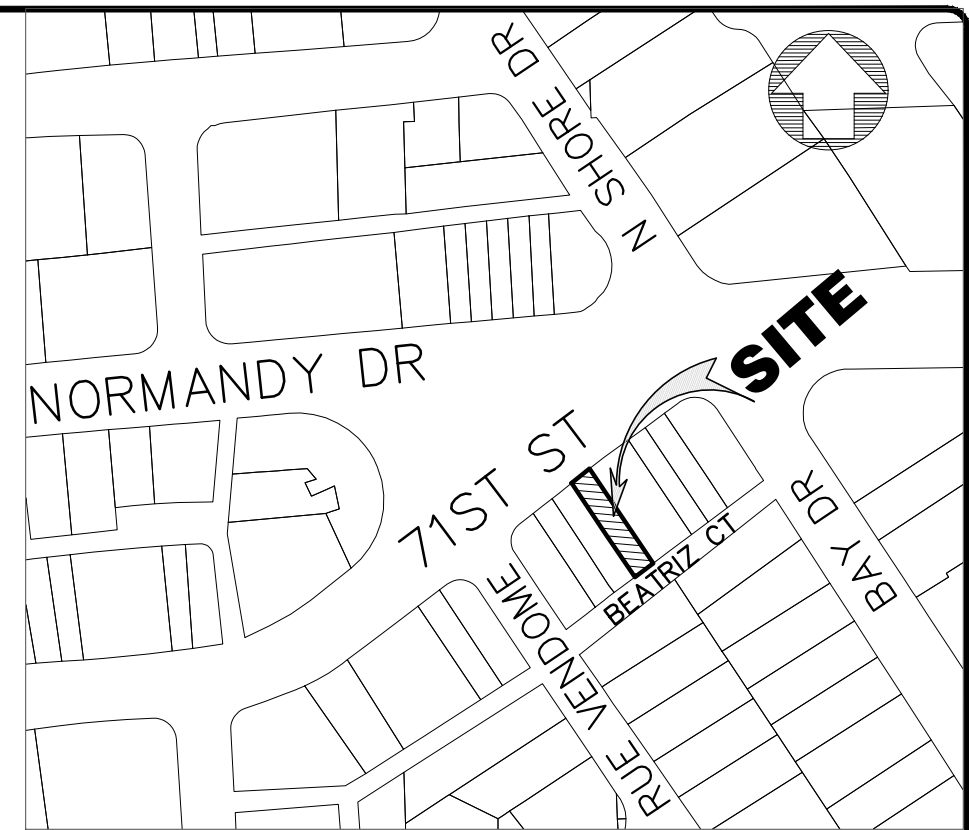 N SHORE DR
SITE
NORMANDY DR
71ST ST
BEATRIZ CT
BAY DR
RUE VENDOME